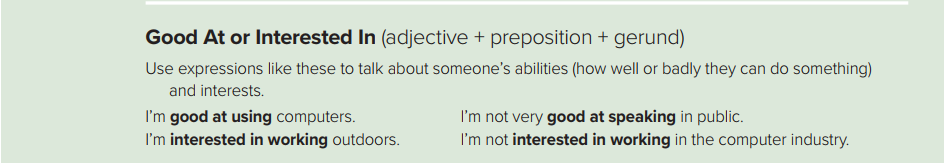 Good At or Interested In (adjective + preposition + gerund)
Use expressions like these to talk about someone's abilities (how well or badly they can do something)
and interests.
I'm good at using computers. I'm not very good at speaking in public.
I'm interested in working outdoors. I'm not interested in working in the computer industry.